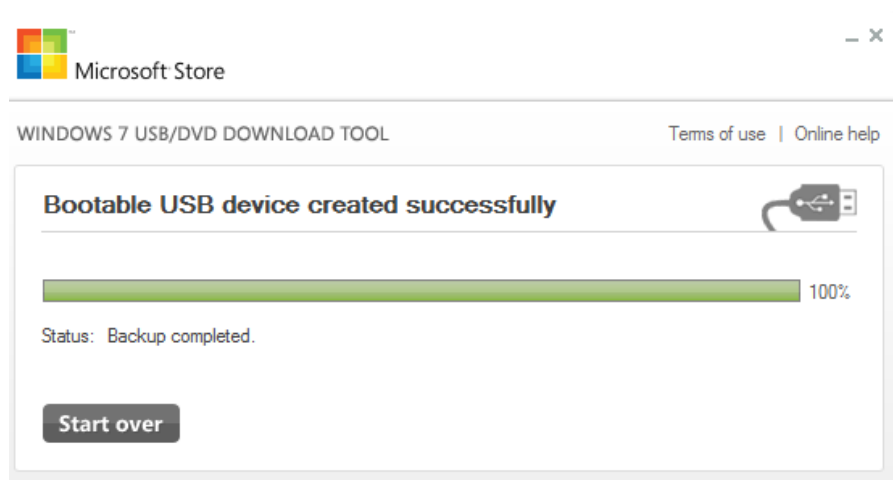 Microsoft Store
WINDOWS 7 USB/DVD DOWNLOAD TOOL
Terms of use | Online help
Bootable USB device created successfully
100%
Status: Backup completed.
Start over